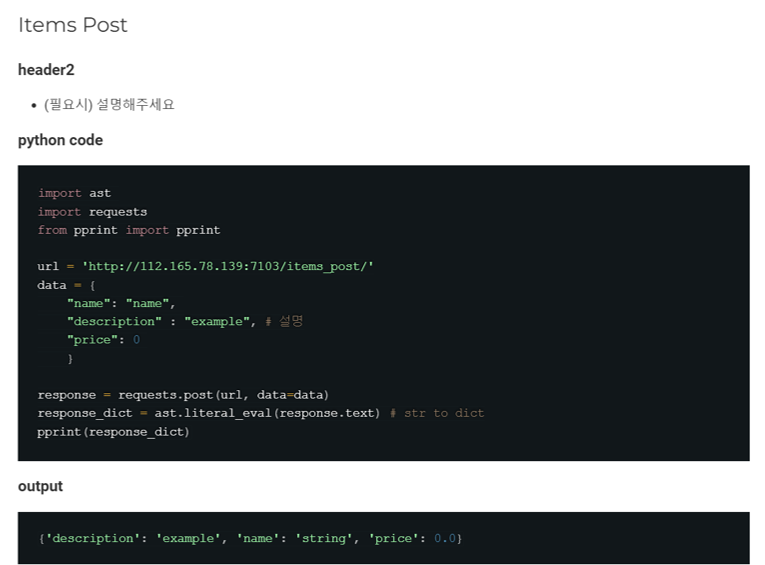 Items Post
header2
• (필요시) 설명해주세요
python code
import ast
import requests
from pprint import pprint
url = 'http://112.165.78.139:7103/items_post/'
data = {
"name": "name",
"description" : "example", # 설명
"price": 0
}
response = requests.post(url, data=data)
response_dict = ast.literal_eval(response.text) # str to dict
pprint(response_dict)
output
{'description': 'example', 'name': 'string', 'price': 0.0}